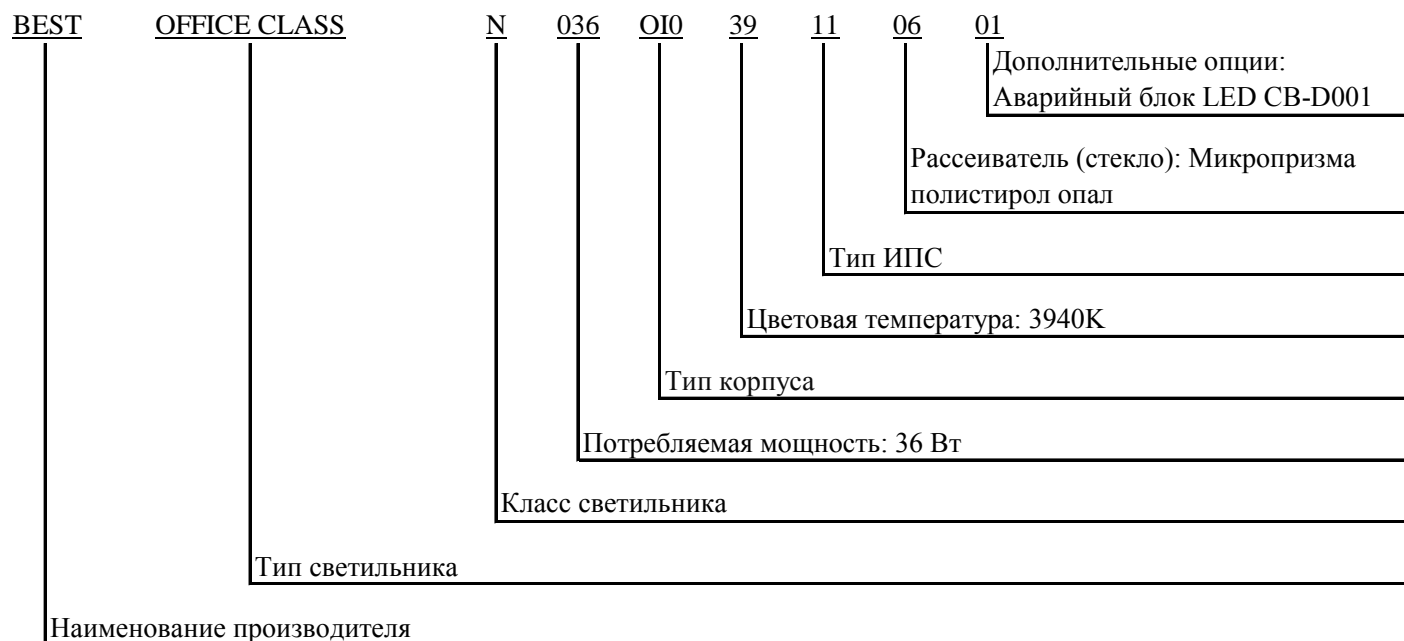 BEST OFFICE CLASS N 036 OI0 39 11 06 01
Дополнительные опции:
Аварийный блок LED CB-D001
Рассеиватель (стекло): Микропризма
полистирол опал
Тип ИПС
Цветовая температура: 3940K
Тип корпуса
Потребляемая мощность: 36 Вт
Класс светильника
Тип светильника
Наименование производителя